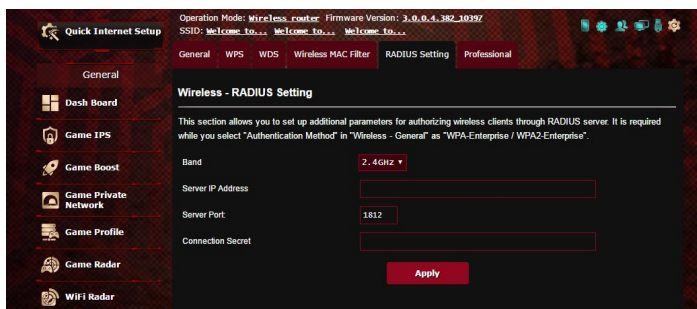 Quick Internet Setup
General
Dash Board
Game IPS
Game Boost
Game Private
Network
Game Profile
Game Radar
WiFi Radar
Operation Mode: Wireless router Firmware Version: 3.0.0.4.382_10397
SSID: Welcome to... Welcome to... Welcome to...
General WPS WDS Wireless MAC Filter RADIUS Setting Professional
Wireless - RADIUS Setting
This section allows you to set up additional parameters for authorizing wireless clients through RADIUS server. It is required
while you select "Authentication Method" in "Wireless - General" as "WPA-Enterprise / WPA2-Enterprise".
Band 2.4GHz
Server IP Address
Server Port: 1812
Connection Secret
Apply